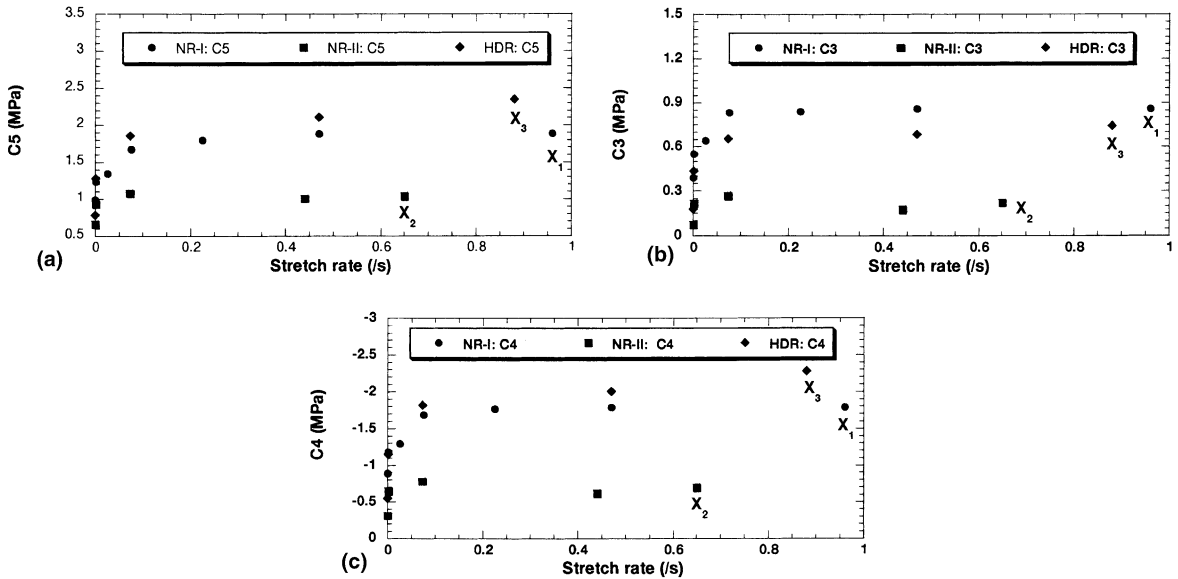 3.5
3
2.5
2
1.5
1
0.5
C5 (MPa)
NR-I: C5 NR-II: C5 HDR: C5
X3
X1
X2
0 0.2 0.4 0.6 0.8 1
Stretch rate (/s)
(a)
1.5
1.2
0.9
0.6
0.3
0
C3 (MPa)
NR-I: C3 NR-II: C3 HDR: C3
X1
X3
X2
0 0.2 0.4 0.6 0.8 1
Stretch rate (/s)
(b)
-3
-2.5
-2
-1.5
-1
-0.5
0
C4 (MPa)
NR-I: C4 NR-II: C4 HDR: C4
X3
X1
X2
0 0.2 0.4 0.6 0.8 1
Stretch rate (/s)
(c)